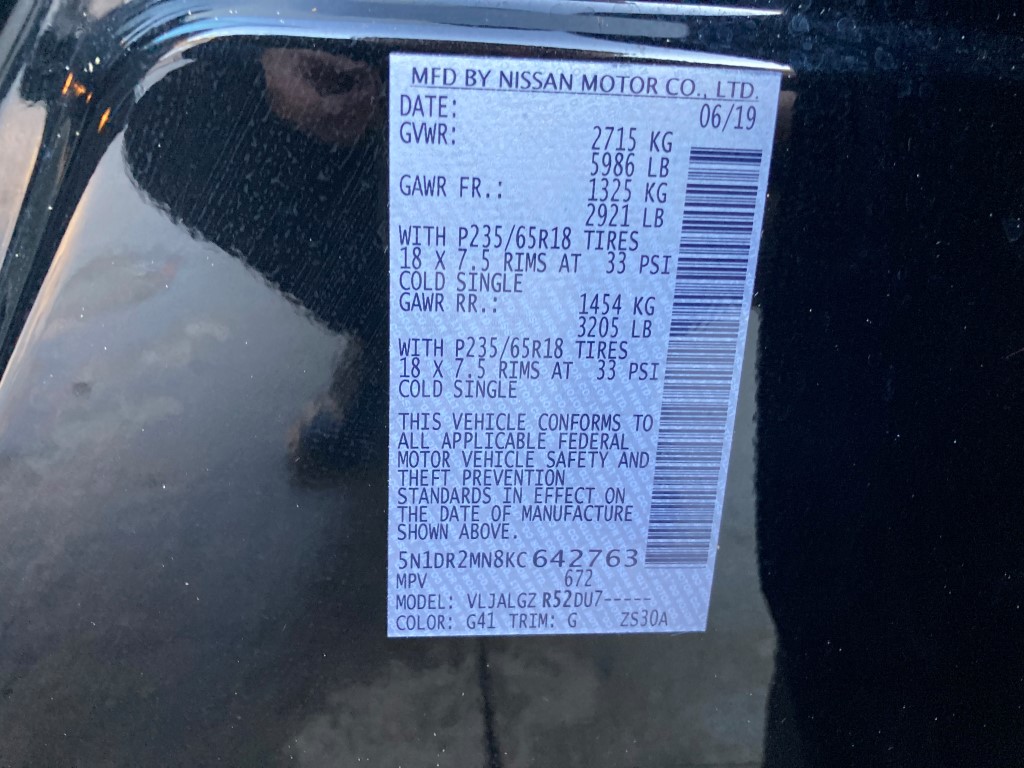 MFD BY NISSAN MOTOR CO., LTD.
DATE: 06/19
GVWR: 2715 KG
5986 LB
GAWR FR.: 1325 KG
2921 LB
WITH P235/65R18 TIRES
18 X 7.5 RIMS AT 33 PSI
COLD SINGLE
GAWR RR.: 1454 KG
3205 LB
WITH P235/65R18 TIRES
18 X 7.5 RIMS AT 33 PSI
COLD SINGLE
THIS VEHICLE CONFORMS TO
ALL APPLICABLE FEDERAL
MOTOR VEHICLE SAFETY AND
THEFT PREVENTION
STANDARDS IN EFFECT ON
THE DATE OF MANUFACTURE
SHOWN ABOVE.
5N1DR2MN8KC642763
MPV 672
MODEL: VLJALGZ R52DU7-----
COLOR: G41 TRIM: G ZS30A